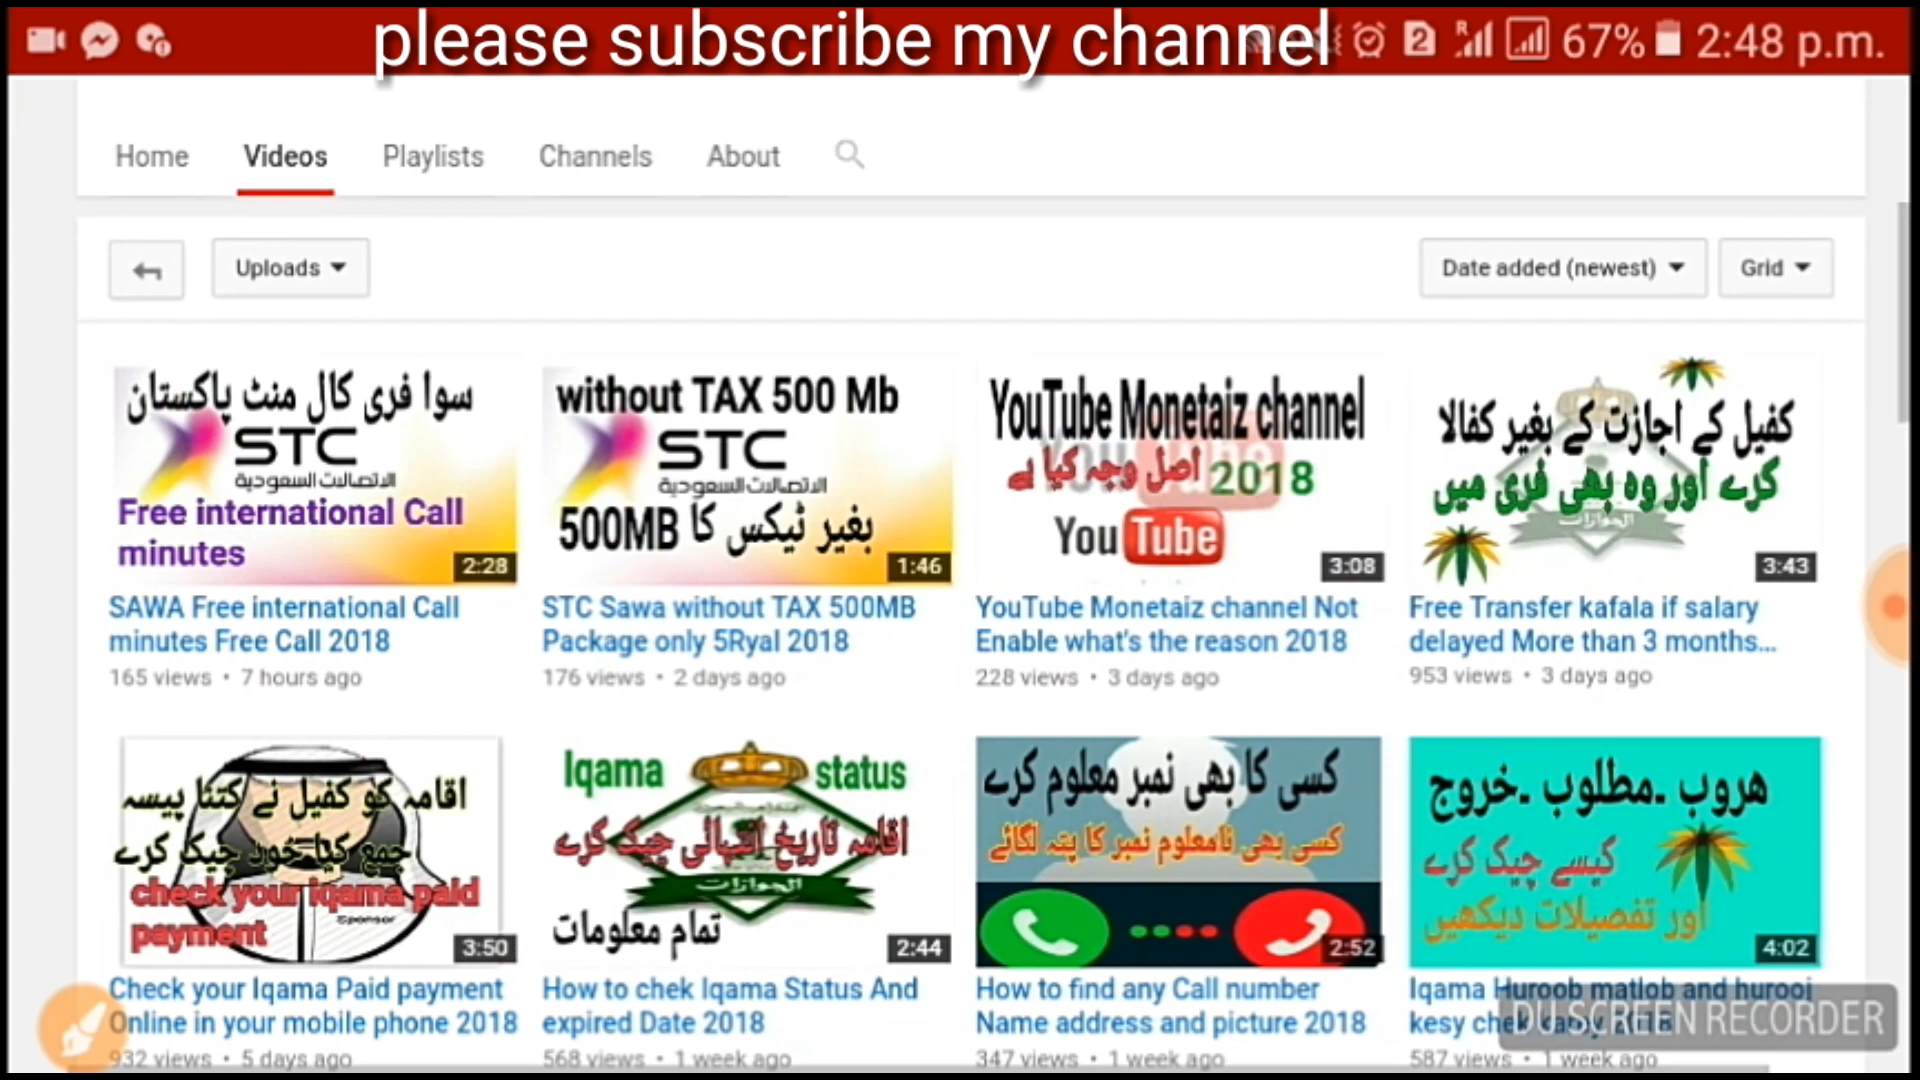 please subscribe my channel
67% 2:48 p.m.
Home Videos Playlists Channels About
Uploads Date added (newest) Grid
سوا فری کال منٹ پاکستان
STC
الاتصالات السعودية
Free international Call
minutes
2:28
SAWA Free international Call
minutes Free Call 2018
165 views • 7 hours ago
without TAX 500 Mb
STC
الاتصالات السعودية
بغیر ٹیکس کا 500MB
1:46
STC Sawa without TAX 500MB
Package only 5Ryal 2018
176 views • 2 days ago
YouTube Monetaiz channel
اصل وجہ کیا ہے 2018
YouTube
3:08
YouTube Monetaiz channel Not
Enable what's the reason 2018
228 views • 3 days ago
کفیل کے اجازت کے بغیر کفالا
کرے اور وہ بھی فری میں
الجوازات
3:43
Free Transfer kafala if salary
delayed More than 3 months...
953 views • 3 days ago
اقامہ کو کفیل نے کتنا پیسہ
جمع کیا خود چیک کرے
check your iqama paid
Sponsor
payment
3:50
Check your Iqama Paid payment
Online in your mobile phone 2018
932 views • 5 days ago
Iqama status
اقامہ تاریخ انتہائی چیک کرے
الجوازات
تمام معلومات
2:44
How to chek Iqama Status And
expired Date 2018
568 views • 1 week ago
کسی کا بھی نمبر معلوم کرے
کسی بھی نامعلوم نمبر کا پتہ لگائے
2:52
How to find any Call number
Name address and picture 2018
347 views • 1 week ago
ھروب ۔مطلوب ۔خروج
کیسے چیک کرے
اور تفصیلات دیکھیں
4:02
Iqama Huroob matlob and hurooj
kesy chek karey 2018
587 views • 1 week ago
DU SCREEN RECORDER